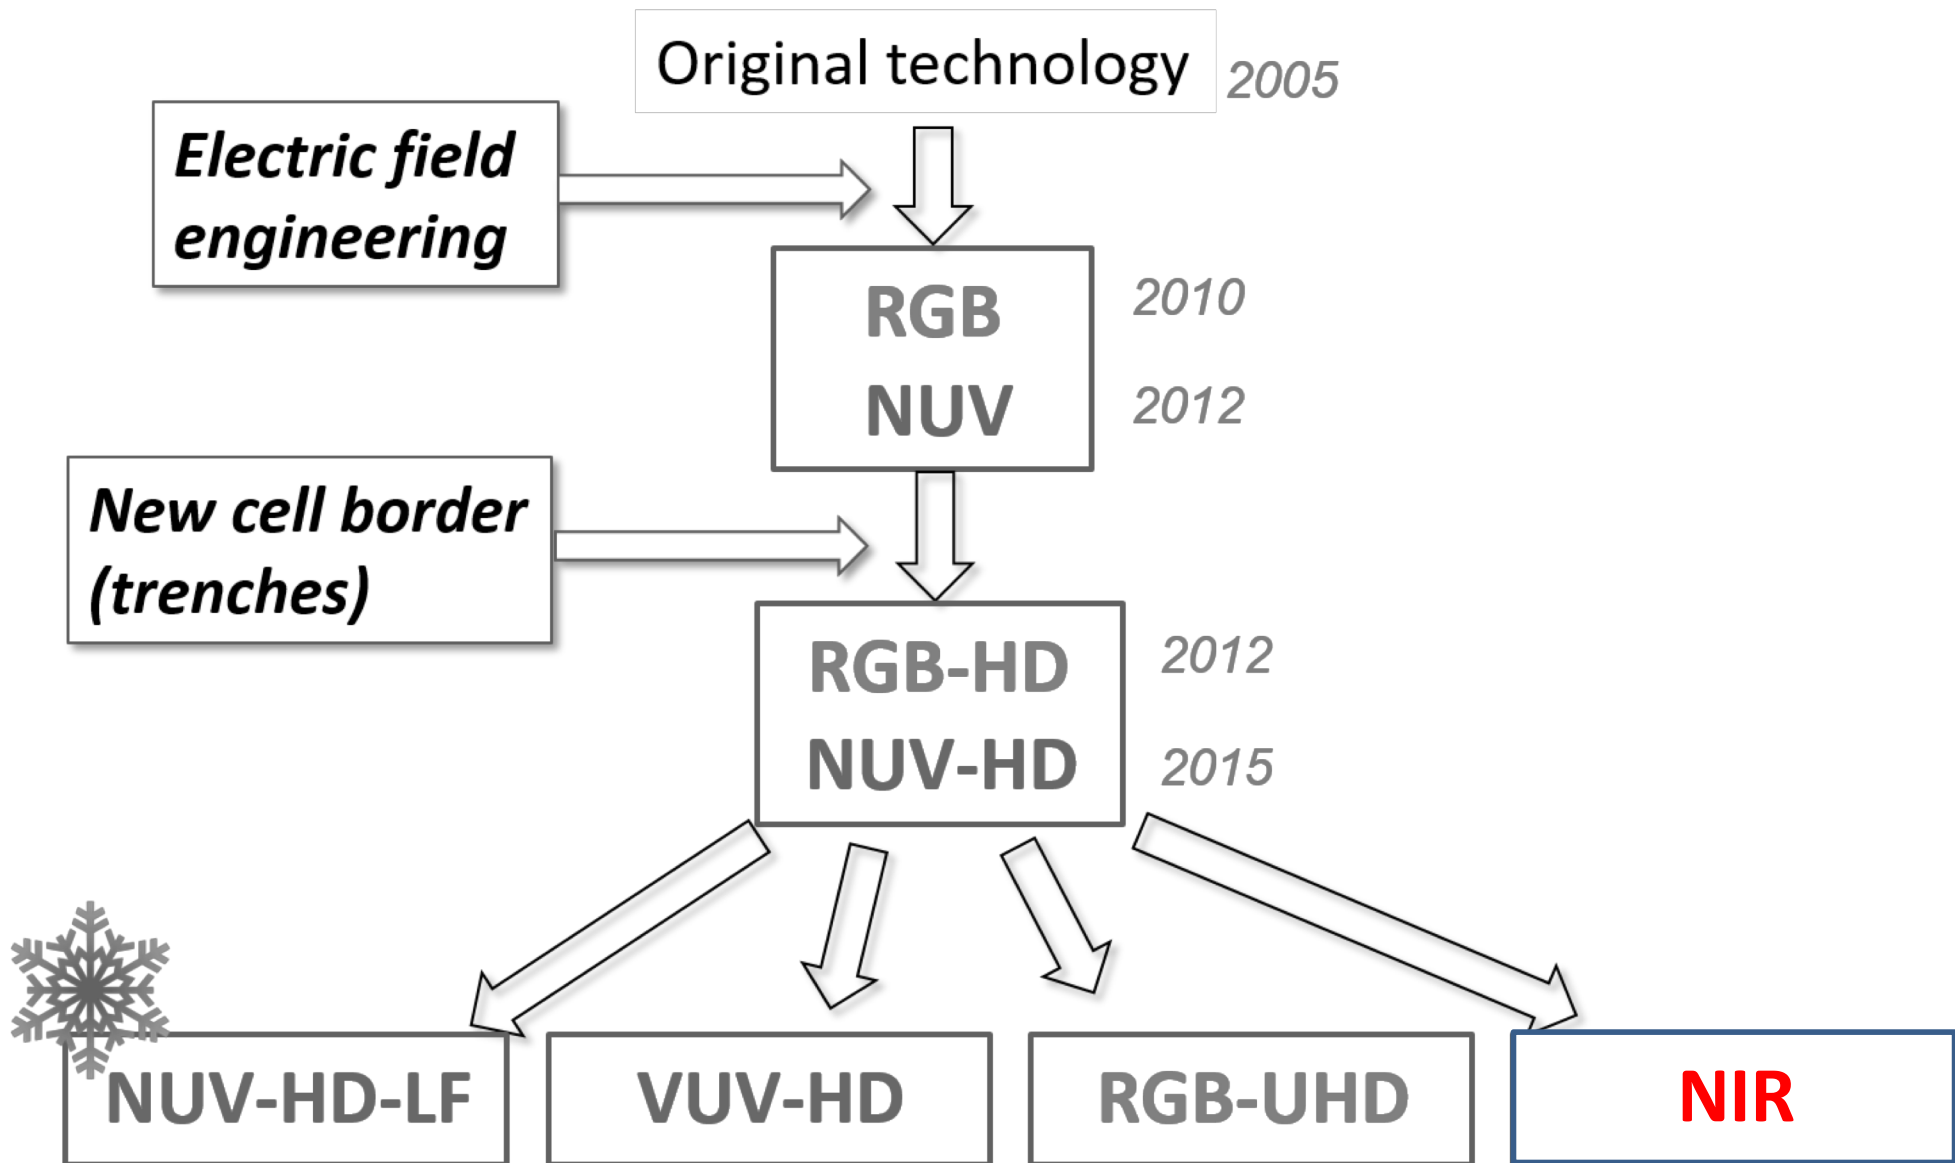 Original technology 2005
Electric field
engineering
RGB 2010
NUV 2012
New cell border
(trenches)
RGB-HD 2012
NUV-HD 2015
NUV-HD-LF VUV-HD RGB-UHD NIR